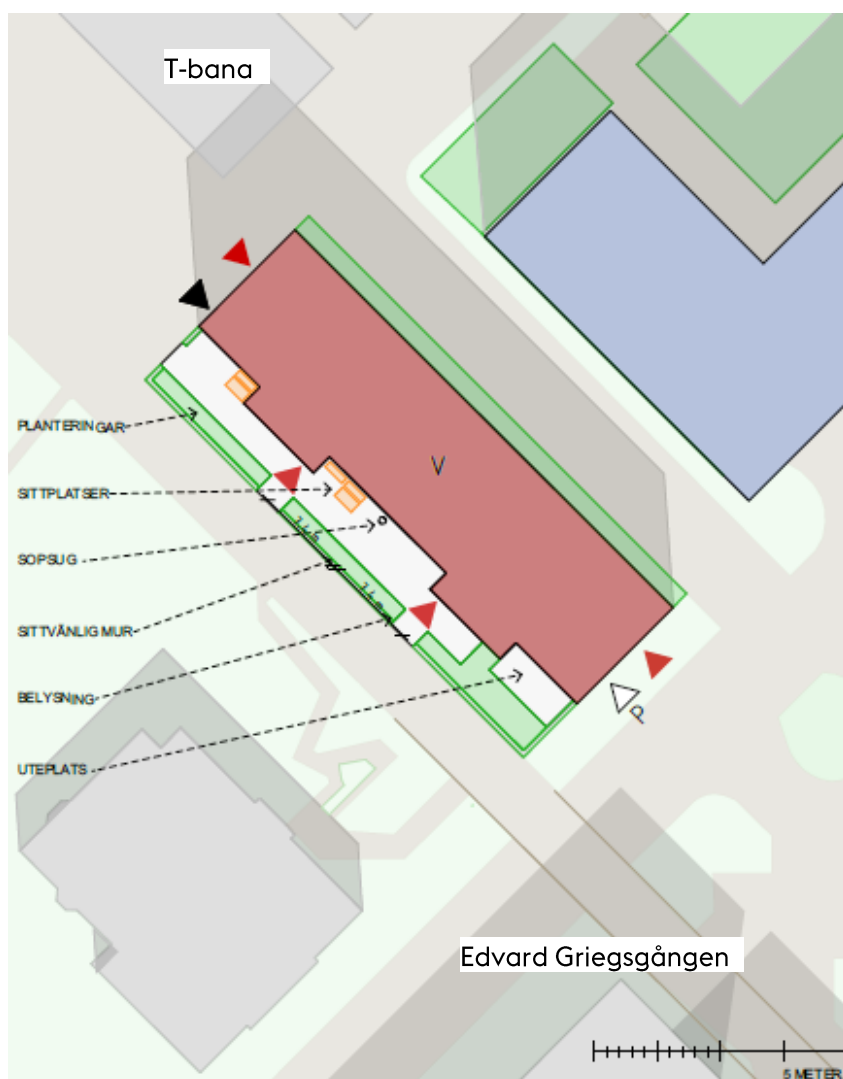 T-bana
V
PLANTERINGAR
SITTPLATSER
SOPSUG
SITTVÄNLIG MUR
BELYSNING
UTEPLATS
P
Edvard Griegsgången
5 METER